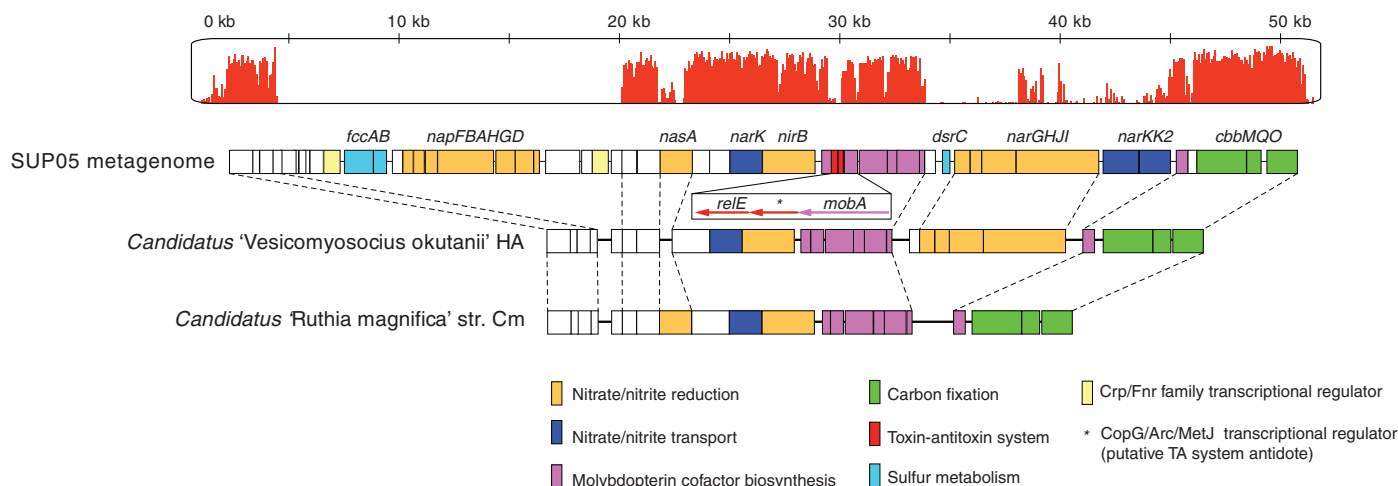 0 kb 10 kb 20 kb 30 kb 40 kb 50 kb
fccAB napFBAHGD nasA narK nirB dsrC narGHJI narKK2 cbbMQO
SUP05 metagenome
relE * mobA
Candidatus ‘Vesicomyosocius okutanii’ HA
Candidatus ‘Ruthia magnifica’ str. Cm
Nitrate/nitrite reduction
Nitrate/nitrite transport
Molybdopterin cofactor biosynthesis
Carbon fixation
Toxin-antitoxin system
Sulfur metabolism
Crp/Fnr family transcriptional regulator
* CopG/Arc/MetJ transcriptional regulator
(putative TA system antidote)